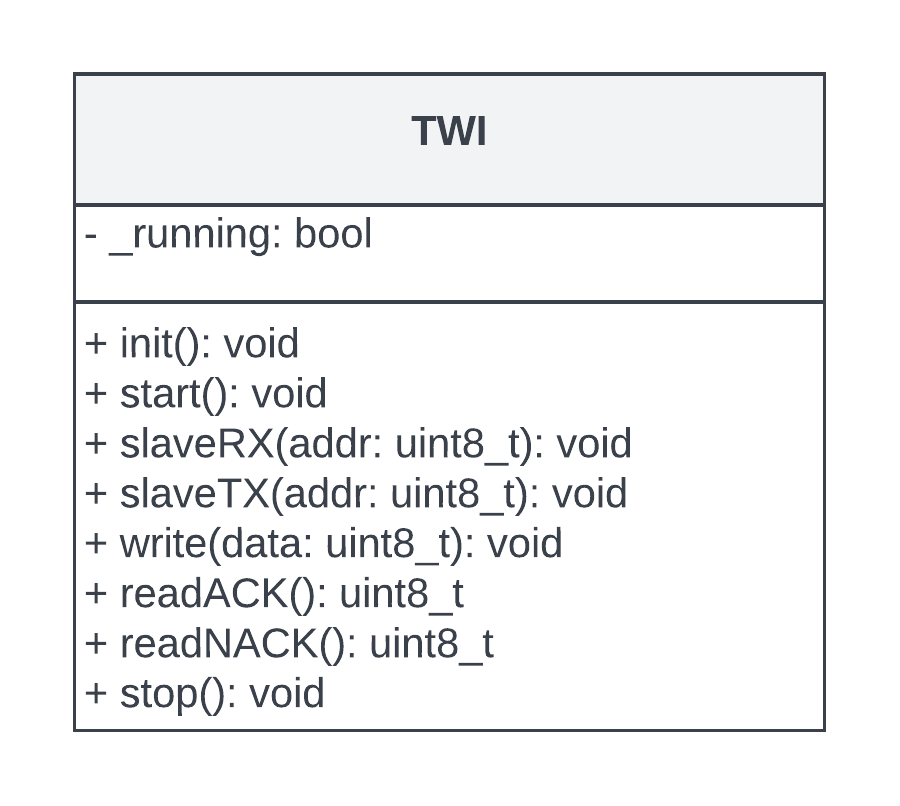 TWI
- _running: bool
+ init(): void
+ start(): void
+ slaveRX(addr: uint8_t): void
+ slaveTX(addr: uint8_t): void
+ write(data: uint8_t): void
+ readACK(): uint8_t
+ readNACK(): uint8_t
+ stop(): void